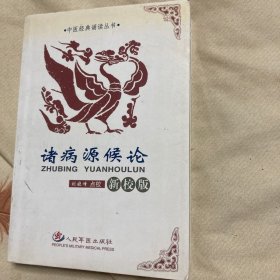 ·中医经典诵读丛书·
诸病源候论
ZHUBING YUANHOULUN
点校 新校版
人民军医出版社
PEOPLE'S MILITARY MEDICAL PRESS